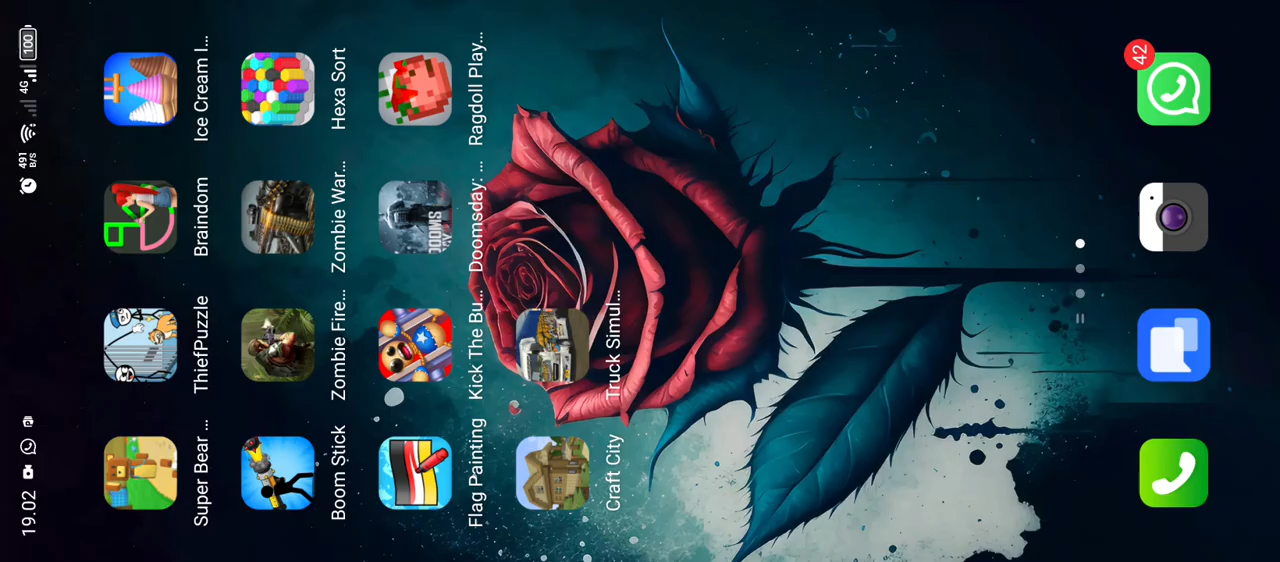 19.02 491 B/S 4G 100
Super Bear ... ThiefPuzzle Braindom Ice Cream I...
Boom Stick Zombie Fire... Zombie War... Hexa Sort
DOOMS
Flag Painting Kick The Bu... Doomsday: ... Ragdoll Play...
Craft City Truck Simul...
42